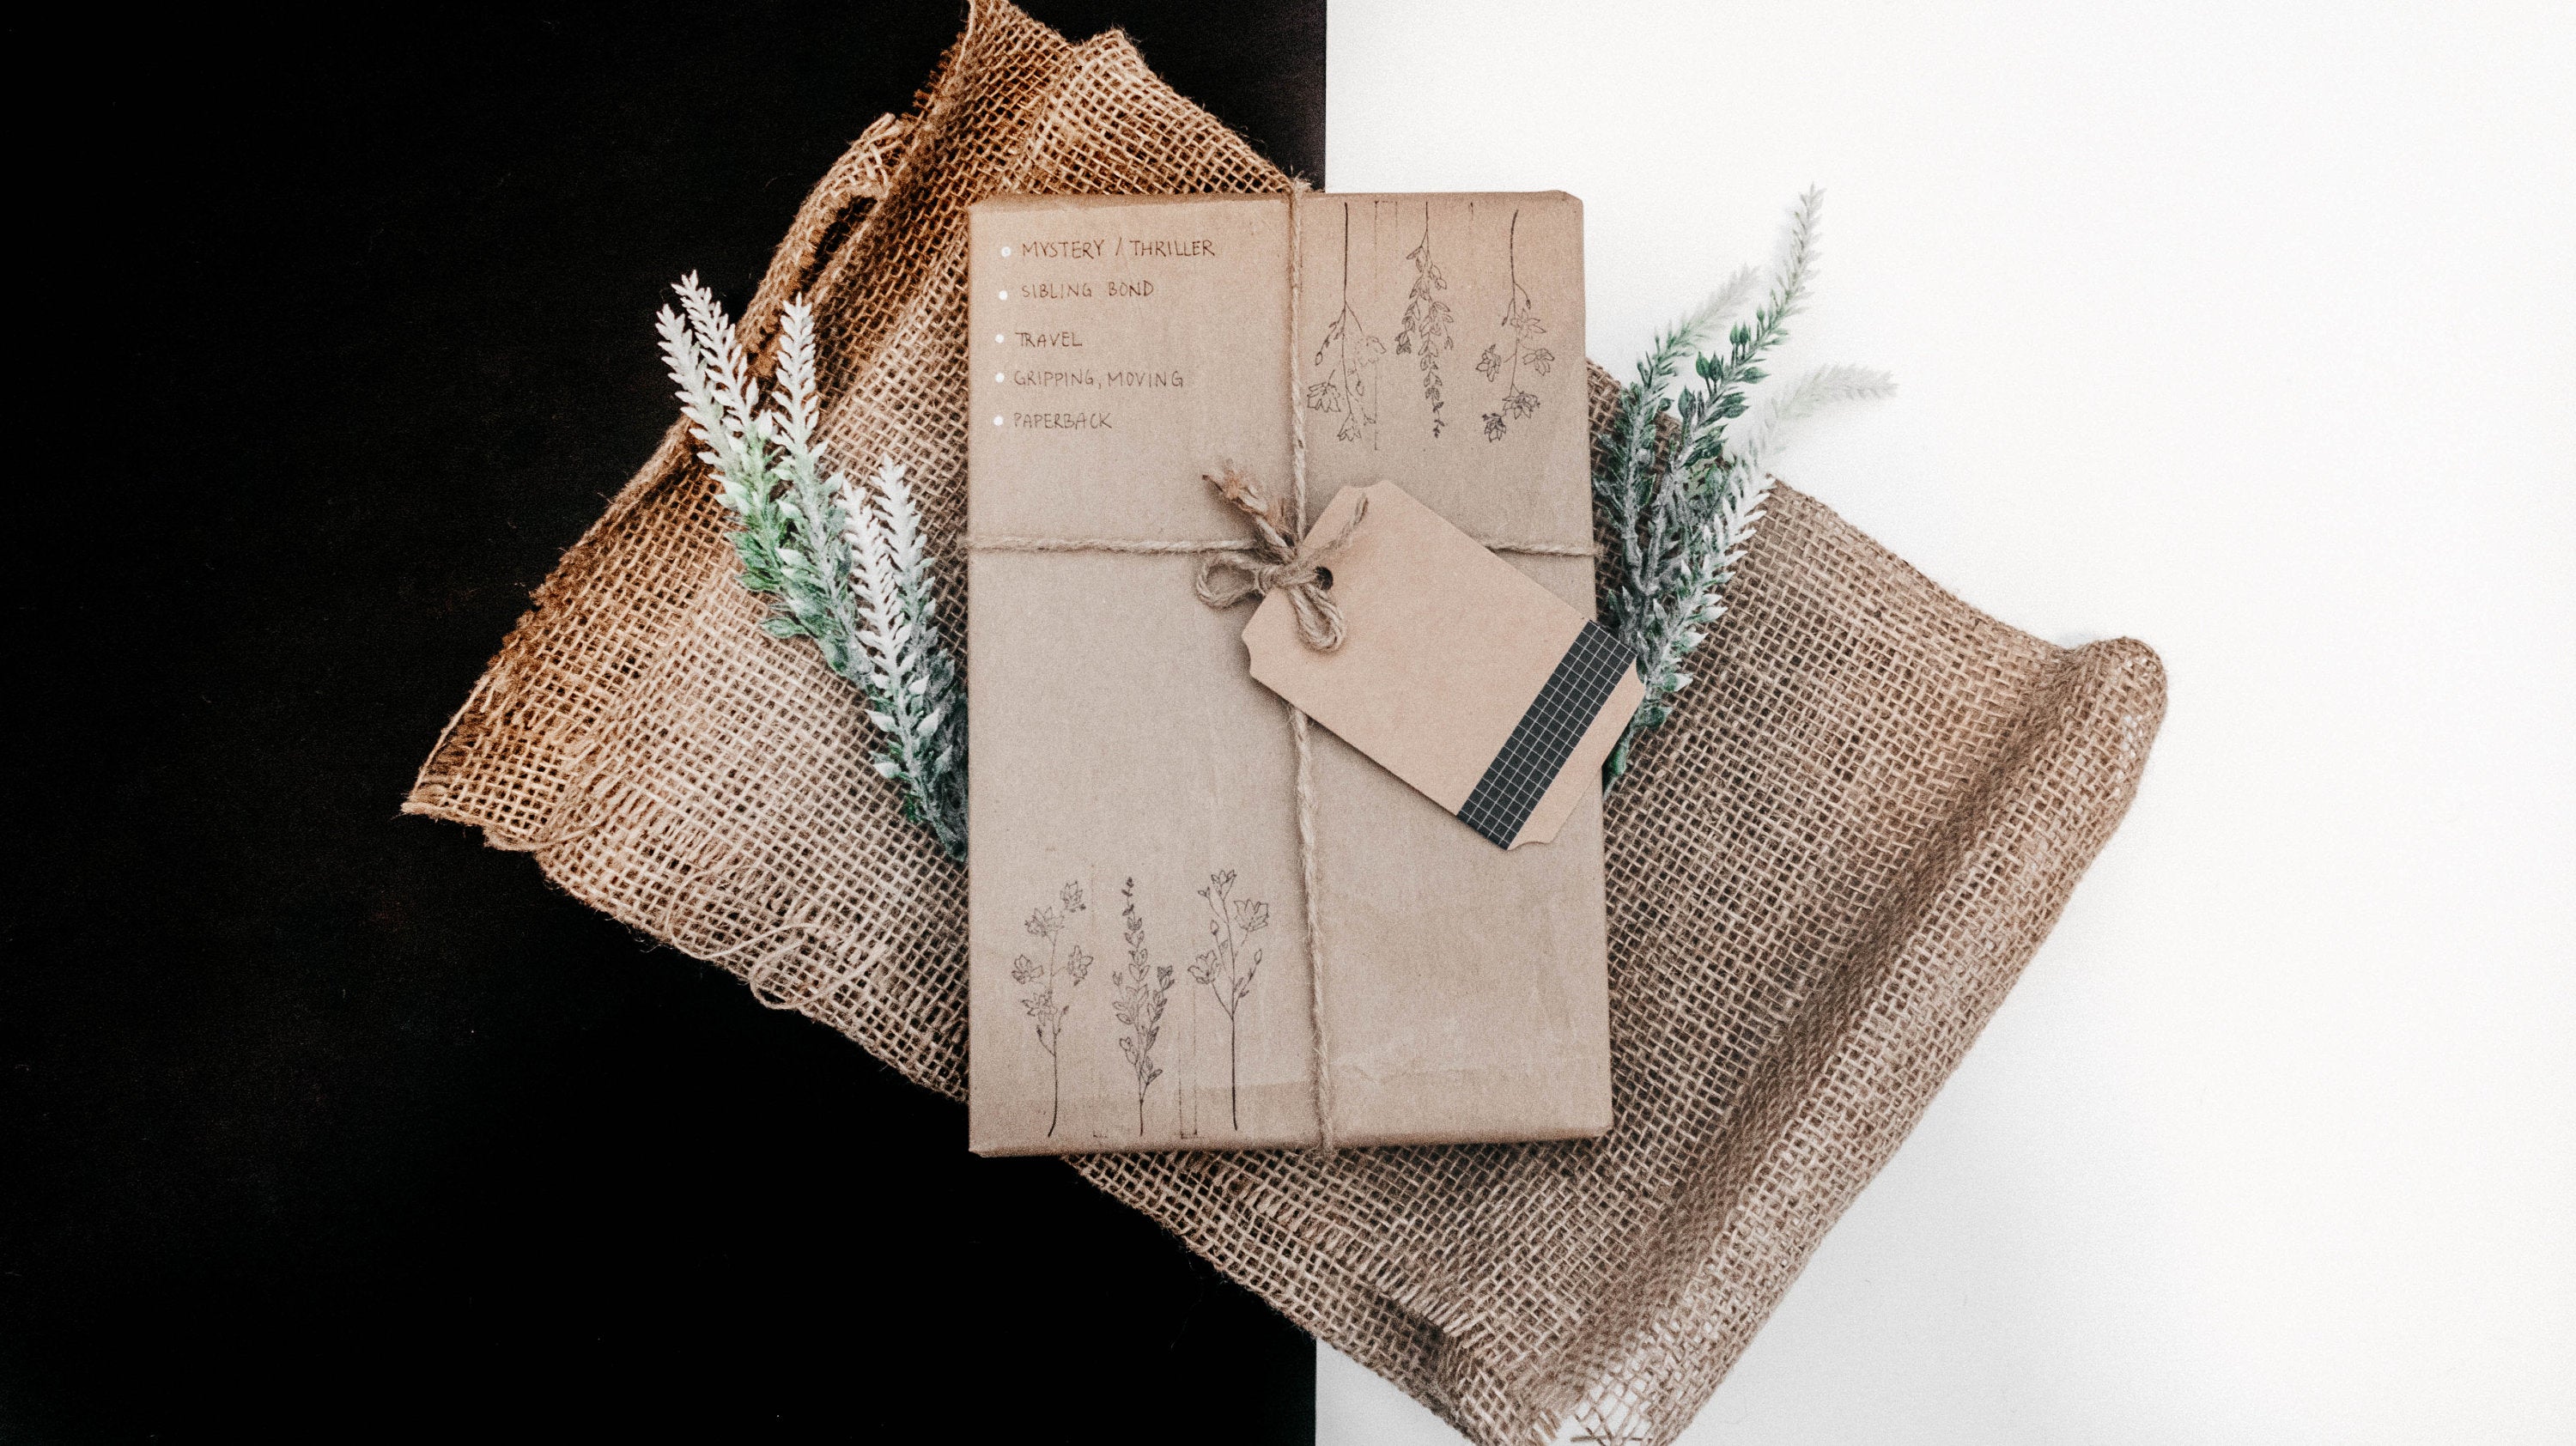 MYSTERY / THRILLER
SIBLING BOND
TRAVEL
GRIPPING, MOVING
PAPERBACK